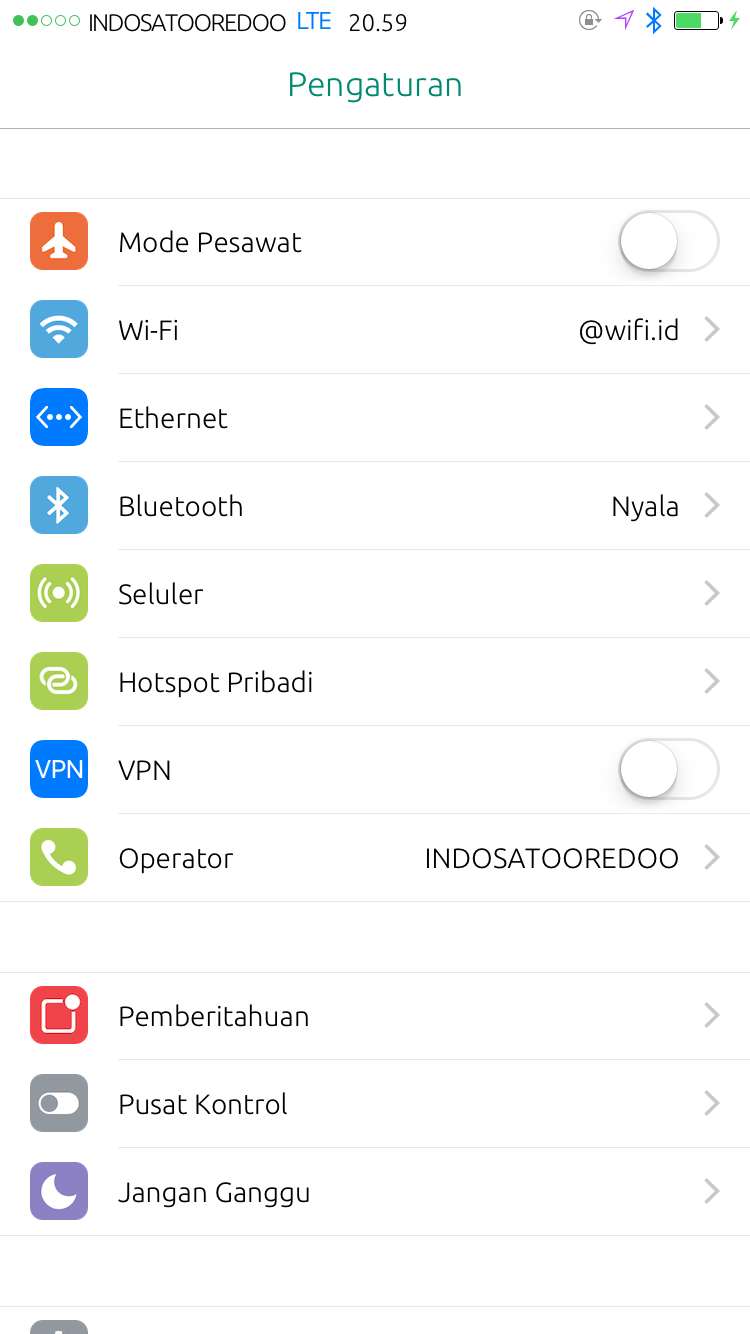 INDOSATOOREDOO LTE 20.59
Pengaturan
Mode Pesawat
Wi-Fi @wifi.id
Ethernet
Bluetooth Nyala
Seluler
Hotspot Pribadi
VPN VPN
Operator INDOSATOOREDOO
Pemberitahuan
Pusat Kontrol
Jangan Ganggu